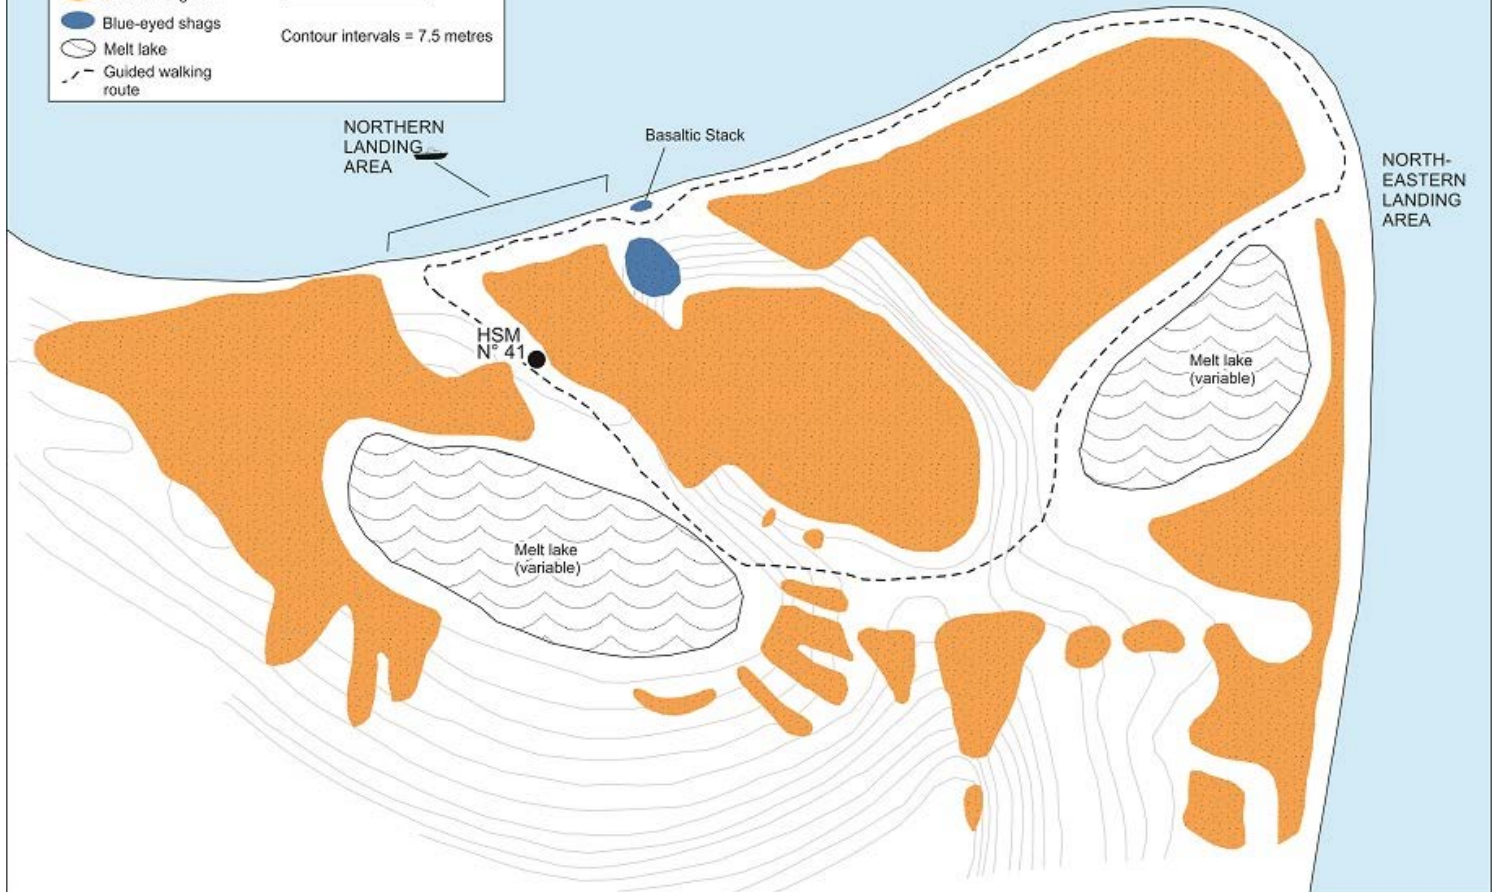 Blue-eyed shags
Melt lake
Guided walking
route
Contour intervals = 7.5 metres
NORTHERN
LANDING
AREA
Basaltic Stack
NORTH-
EASTERN
LANDING
AREA
HSM
N° 41
Melt lake
(variable)
Melt lake
(variable)